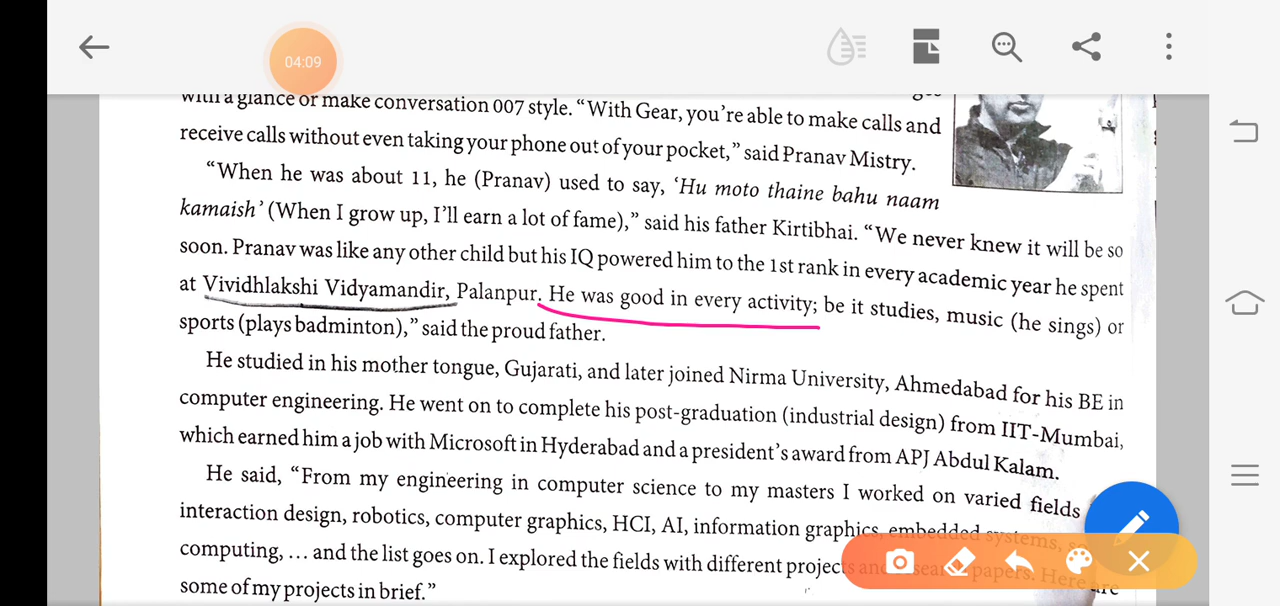 04:09
with a glance or make conversation 007 style. “With Gear, you’re able to make calls and
receive calls without even taking your phone out of your pocket,” said Pranav Mistry.
“When he was about 11, he (Pranav) used to say, ‘Hu moto thaine bahu naam
kamaish’ (When I grow up, I’ll earn a lot of fame),” said his father Kirtibhai. “We never knew it will be so
soon. Pranav was like any other child but his IQ powered him to the 1st rank in every academic year he spent
at Vividhlakshi Vidyamandir, Palanpur. He was good in every activity; be it studies, music (he sings) or
sports (plays badminton),” said the proud father.
He studied in his mother tongue, Gujarati, and later joined Nirma University, Ahmedabad for his BE in
computer engineering. He went on to complete his post-graduation (industrial design) from IIT-Mumbai,
which earned him a job with Microsoft in Hyderabad and a president’s award from APJ Abdul Kalam.
He said, “From my engineering in computer science to my masters I worked on varied fields
interaction design, robotics, computer graphics, HCI, AI, information graphics, embedded systems,
computing, … and the list goes on. I explored the fields with different projects and research papers. Here are
some of my projects in brief.”